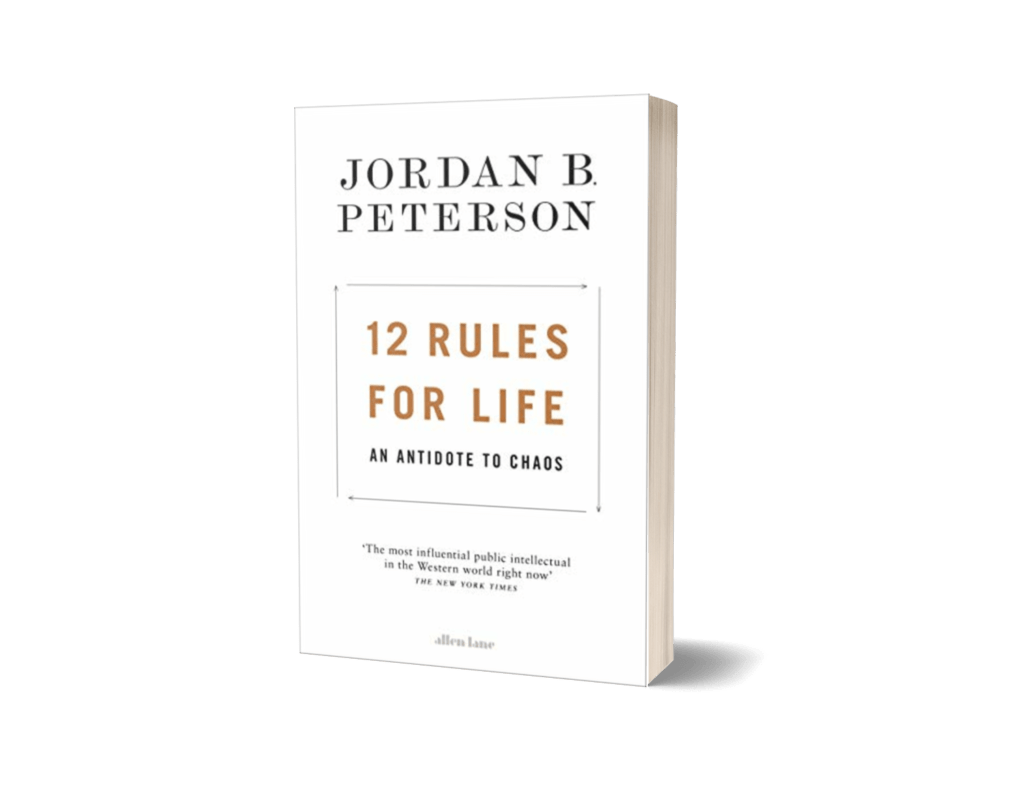 JORDAN B.
PETERSON
12 RULES
FOR LIFE
AN ANTIDOTE TO CHAOS
'The most influential public intellectual
in the Western world right now'
THE NEW YORK TIMES
allen lane